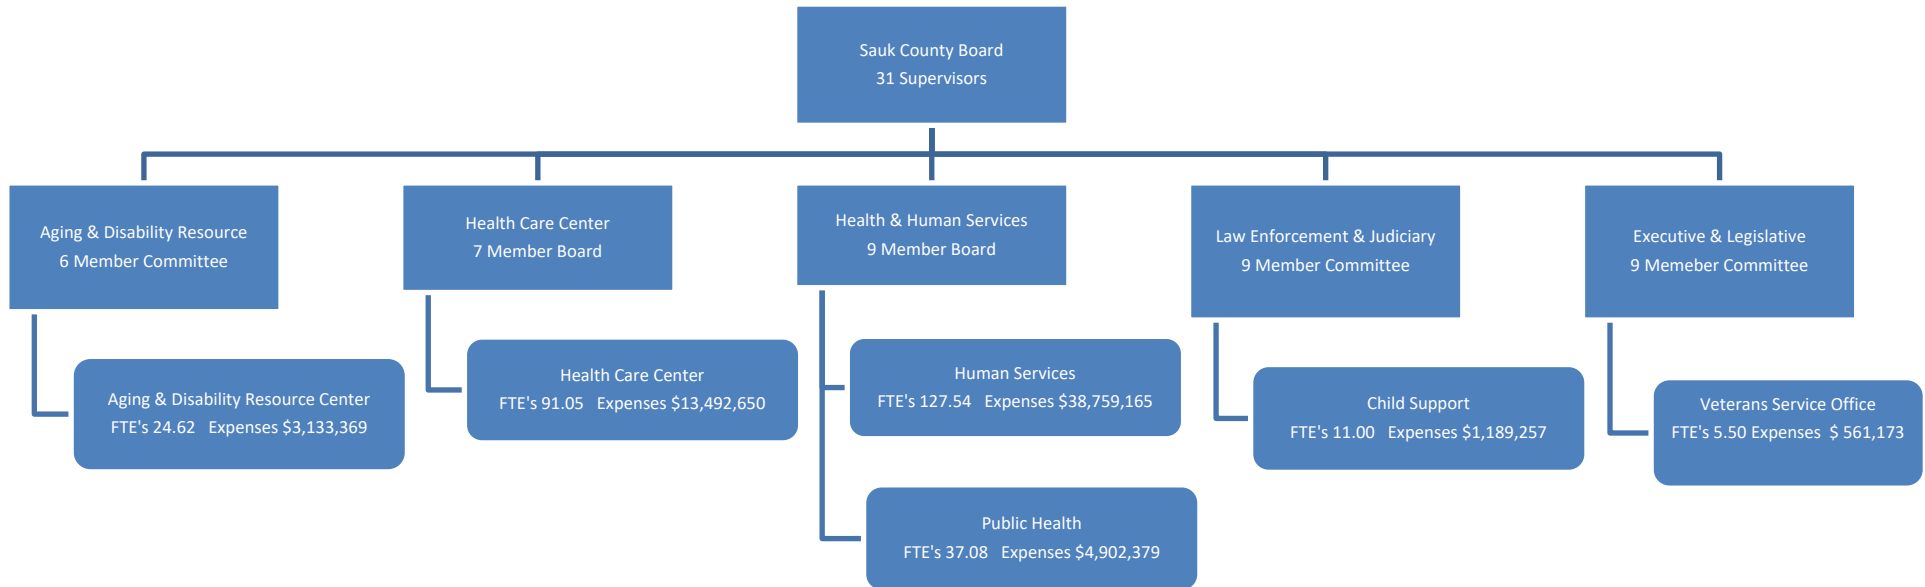 Sauk County Board
31 Supervisors
Aging & Disability Resource
6 Member Committee
Health Care Center
7 Member Board
Health & Human Services
9 Member Board
Law Enforcement & Judiciary
9 Member Committee
Executive & Legislative
9 Memeber Committee
Aging & Disability Resource Center
FTE's 24.62   Expenses $3,133,369
Health Care Center
FTE's 91.05   Expenses $13,492,650
Human Services
FTE's 127.54   Expenses $38,759,165
Child Support
FTE's 11.00   Expenses $1,189,257
Veterans Service Office
FTE's 5.50 Expenses  $ 561,173
Public Health
FTE's 37.08   Expenses $4,902,379